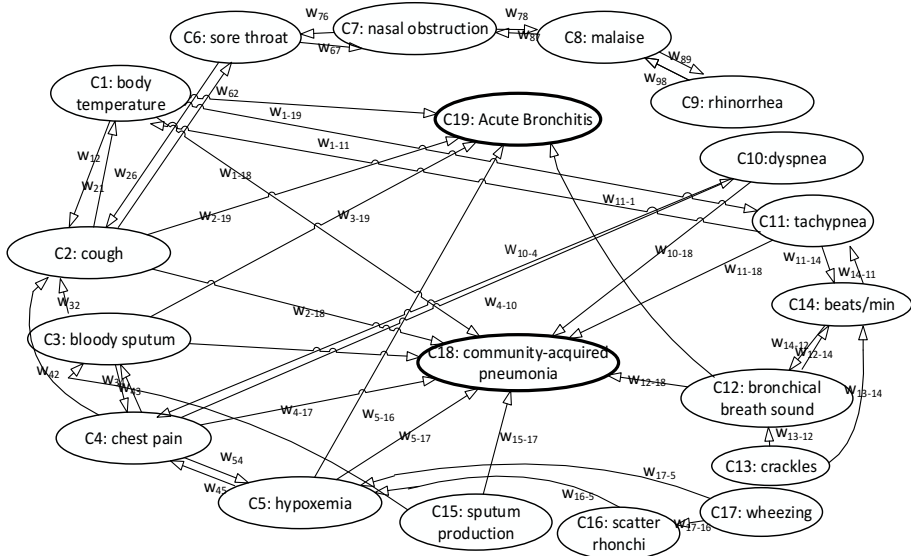 W76
C7: nasal obstruction
W78
W87
C6: sore throat
W67
C8: malaise
W89
W98
C1: body
temperature
W62
C9: rhinorrhea
W1-19
C19: Acute Bronchitis
W1-11
W12
W21
W26
W1-18
C10:dyspnea
W11-1
W2-19
W3-19
C11: tachypnea
C2: cough
W10-4
W10-18
W11-18
W11-14
W14-11
W32
W4-10
C14: beats/min
W2-18
C3: bloody sputum
C18: community-acquired
pneumonia
W14-12
W12-14
W42
W43
W12-18
C12: bronchical
breath sound
W13-14
W4-17
W5-16
C4: chest pain
W5-17
W15-17
W13-12
W54
W45
C13: crackles
W17-5
C5: hypoxemia
W16-5
C15: sputum
production
C16: scatter
rhonchi
W17-16
C17: wheezing